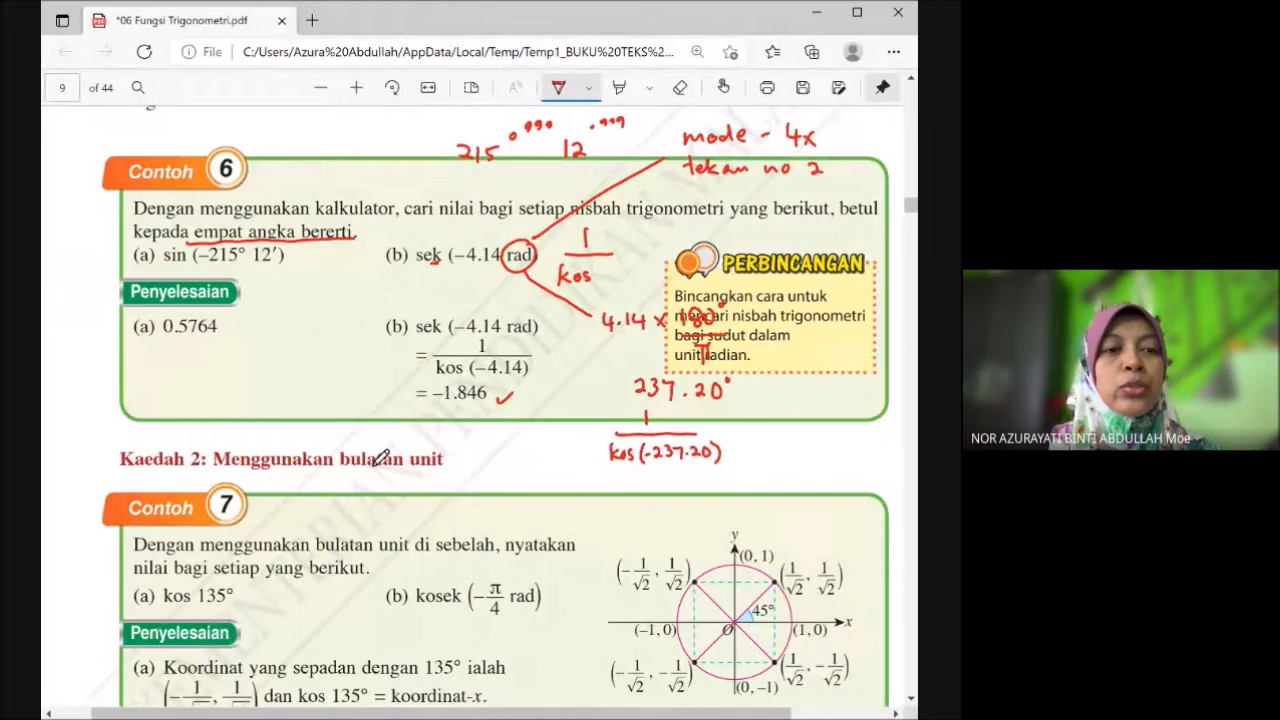 *06 Fungsi Trigonometri.pdf
File C:/Users/Azura%20Abdullah/AppData/Local/Temp/Temp1_BUKU%20TEKS%2...
9 of 44
215° ''' 12 '''
mode - 4x
tekan no 2
Contoh 6
Dengan menggunakan kalkulator, cari nilai bagi setiap nisbah trigonometri yang berikut, betul
kepada empat angka bererti.
(a) sin (–215° 12′)
(b) sek (–4.14 rad)
1
kos
PERBINCANGAN
Bincangkan cara untuk
mencari nisbah trigonometri
bagi sudut dalam
unit radian.
Penyelesaian
(a) 0.5764
(b) sek (–4.14 rad)
= 1
kos (–4.14)
= –1.846
4.14 × 180°
π
237.20°
1
kos(-237.20)
Kaedah 2: Menggunakan bulatan unit
Contoh 7
Dengan menggunakan bulatan unit di sebelah, nyatakan
nilai bagi setiap yang berikut.
(a) kos 135°
(b) kosek (–π/4 rad)
y
(0, 1)
(–1/√2, 1/√2)
(1/√2, 1/√2)
45°
x
(–1, 0)
O
(1, 0)
(–1/√2, –1/√2)
(1/√2, –1/√2)
(0, –1)
Penyelesaian
(a) Koordinat yang sepadan dengan 135° ialah
(–1/√2, 1/√2) dan kos 135° = koordinat-x.
NOR AZURAYATI BINTI ABDULLAH Moe